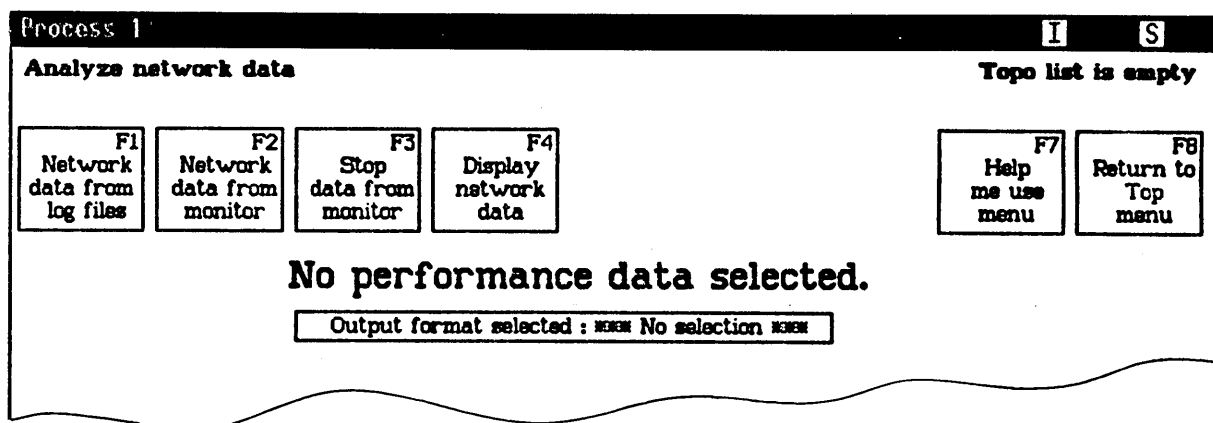 Process 1
I
S
Analyze network data
Topo list is empty
F1
Network
data from
log files
F2
Network
data from
monitor
F3
Stop
data from
monitor
F4
Display
network
data
F7
Help
me use
menu
F8
Return to
Top
menu
No performance data selected.
Output format selected : *** No selection ***